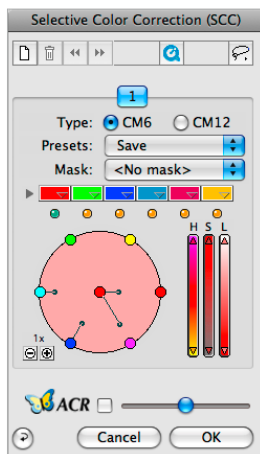 Selective Color Correction (SCC)
1
Type: CM6 CM12
Presets: Save
Mask: <No mask>
H S L
1x
ACR
Cancel OK